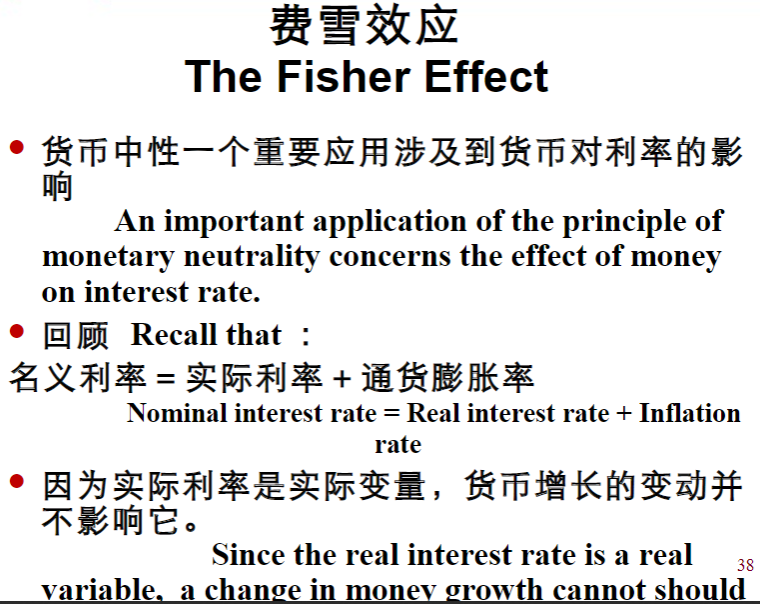 费雪效应
The Fisher Effect
货币中性一个重要应用涉及到货币对利率的影
响
An important application of the principle of
monetary neutrality concerns the effect of money
on interest rate.
回顾 Recall that ：
名义利率 = 实际利率 + 通货膨胀率
Nominal interest rate = Real interest rate + Inflation
rate
因为实际利率是实际变量，货币增长的变动并
不影响它。
Since the real interest rate is a real
38
variable, a change in money growth cannot should